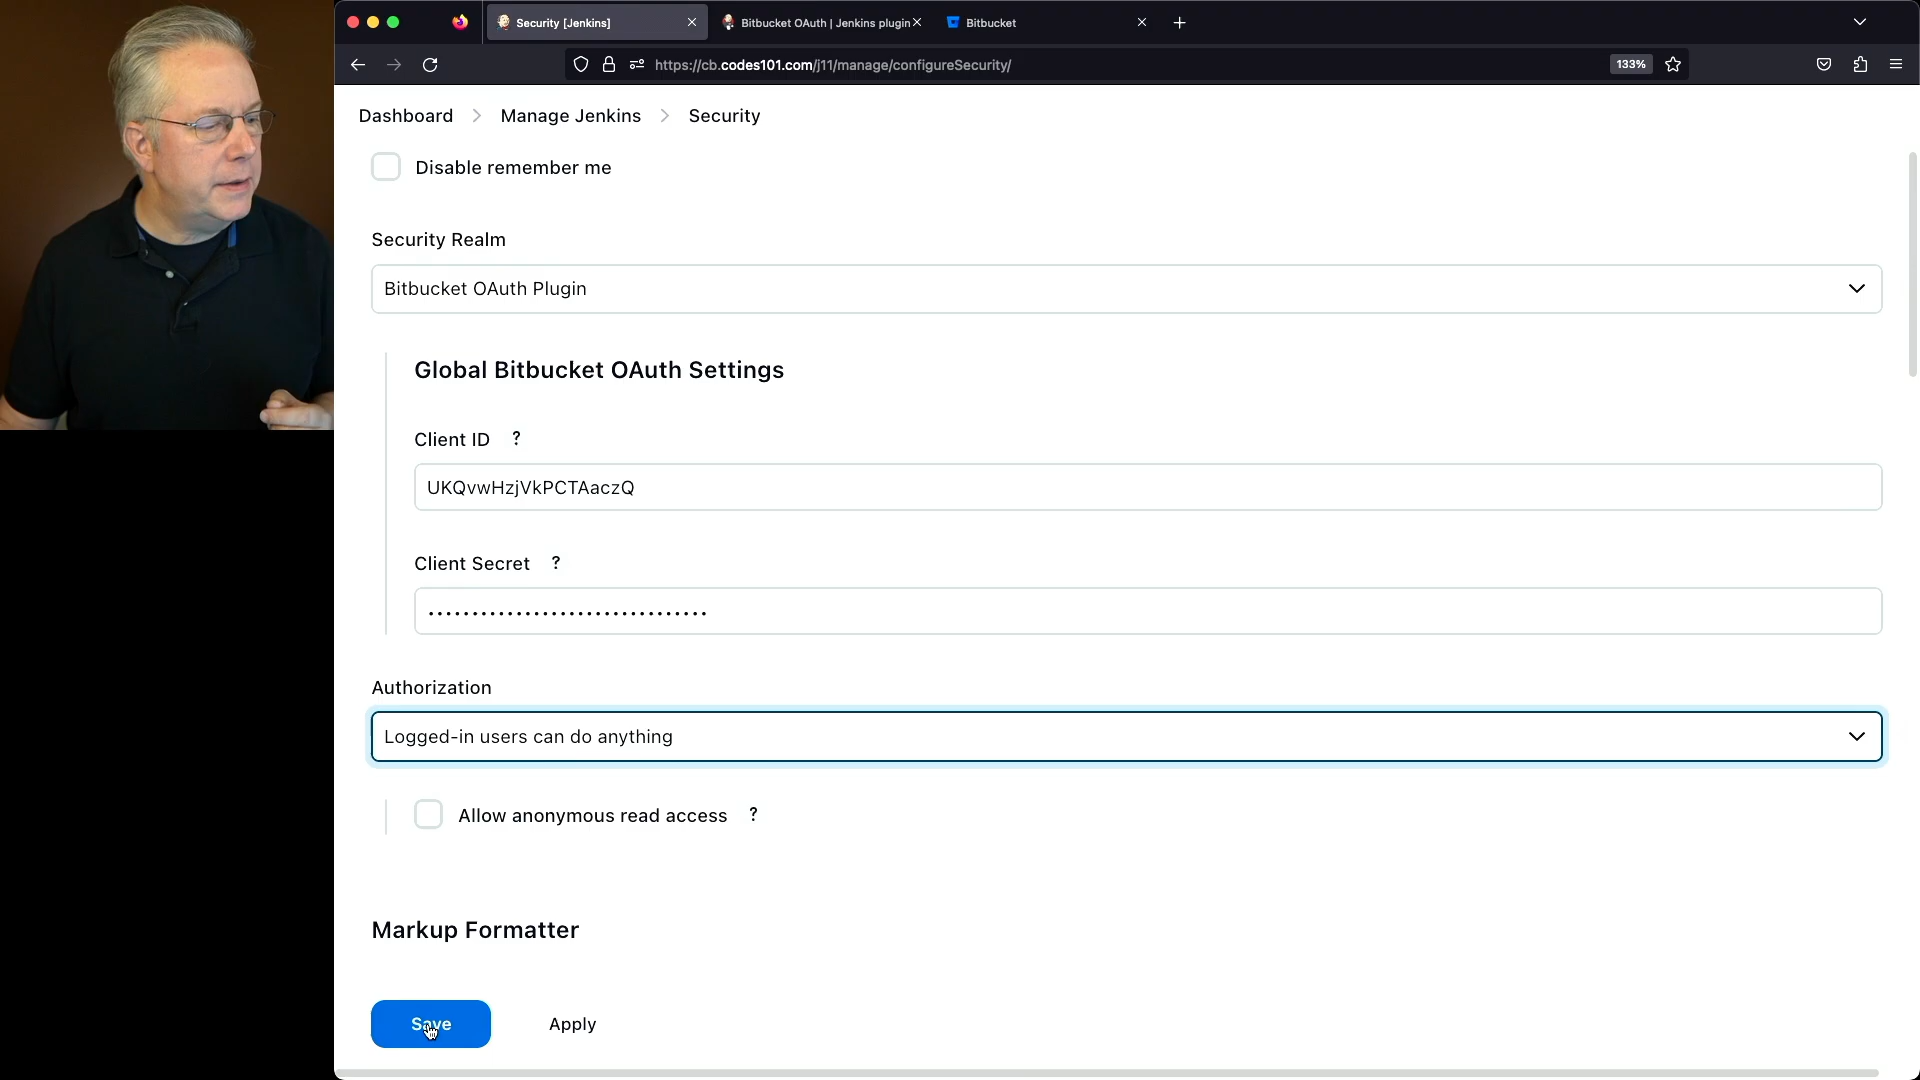 Security [Jenkins]
Bitbucket OAuth | Jenkins plugin
Bitbucket
https://cb.codes101.com/j11/manage/configureSecurity/
133%
Dashboard > Manage Jenkins > Security
Disable remember me
Security Realm
Bitbucket OAuth Plugin
Global Bitbucket OAuth Settings
Client ID ?
UKQvwHzjVkPCTAaczQ
Client Secret ?
••••••••••••••••••••••••••••••••
Authorization
Logged-in users can do anything
Allow anonymous read access ?
Markup Formatter
Save
Apply